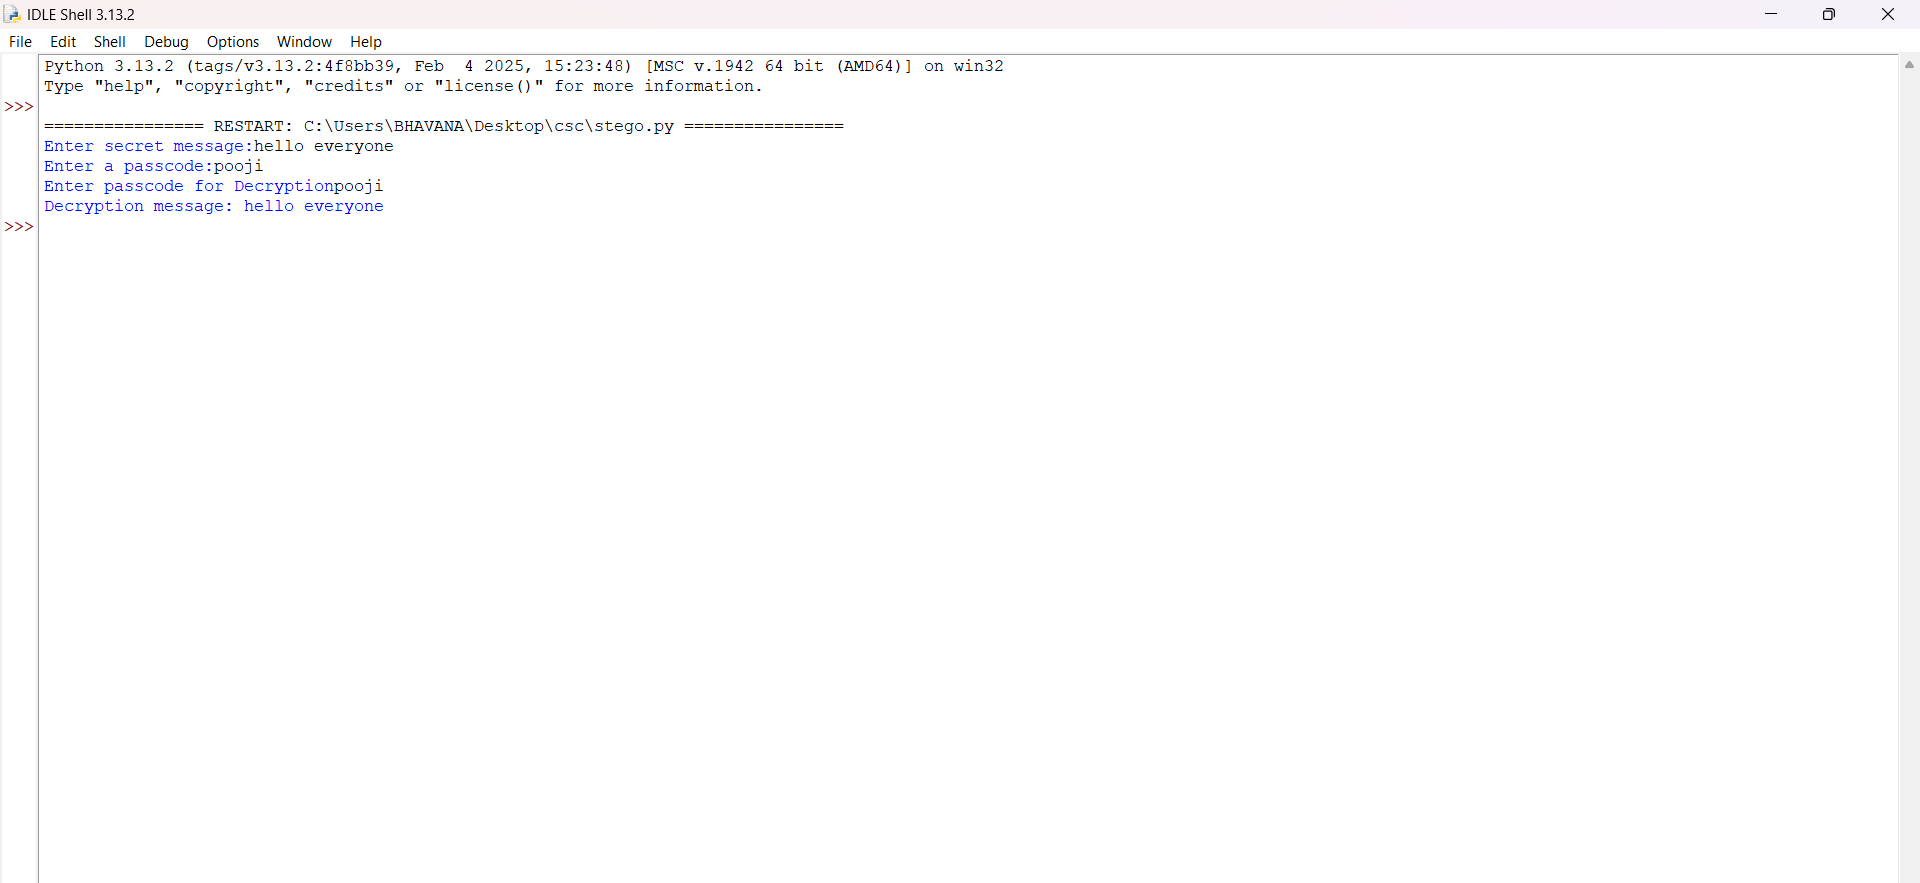 IDLE Shell 3.13.2
File Edit Shell Debug Options Window Help
Python 3.13.2 (tags/v3.13.2:4f8bb39, Feb  4 2025, 15:23:48) [MSC v.1942 64 bit (AMD64)] on win32
Type "help", "copyright", "credits" or "license()" for more information.
>>>
================ RESTART: C:\Users\BHAVANA\Desktop\csc\stego.py ================
Enter secret message:hello everyone
Enter a passcode:pooji
Enter passcode for Decryptionpooji
Decryption message: hello everyone
>>>